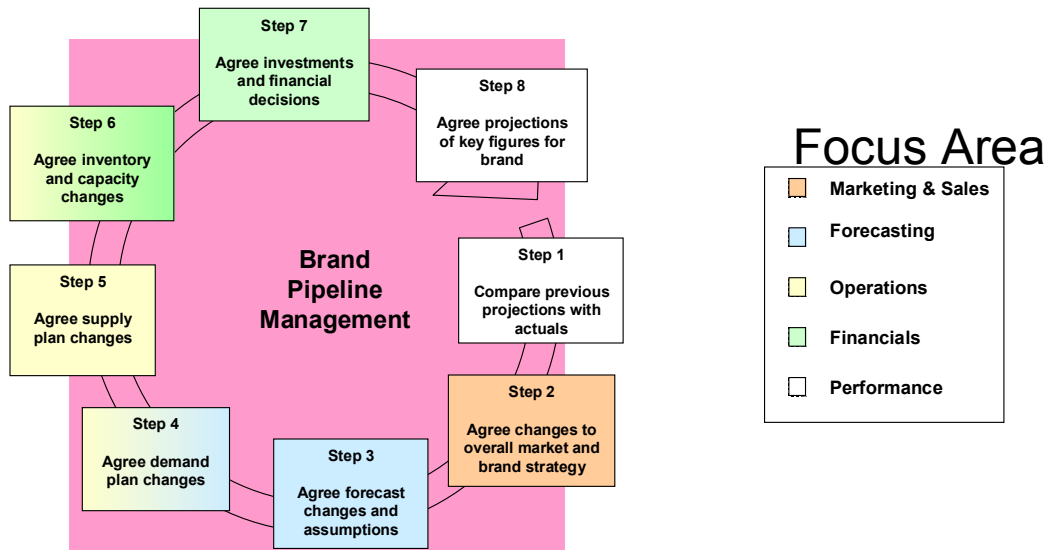 Step 7
Agree investments
and financial
decisions
Step 8
Agree projections
of key figures for
brand
Step 6
Agree inventory
and capacity
changes
Step 5
Agree supply
plan changes
Step 4
Agree demand
plan changes
Step 3
Agree forecast
changes and
assumptions
Step 2
Agree changes to
overall market and
brand strategy
Step 1
Compare previous
projections with
actuals
Brand
Pipeline
Management
Focus Area
Marketing & Sales
Forecasting
Operations
Financials
Performance